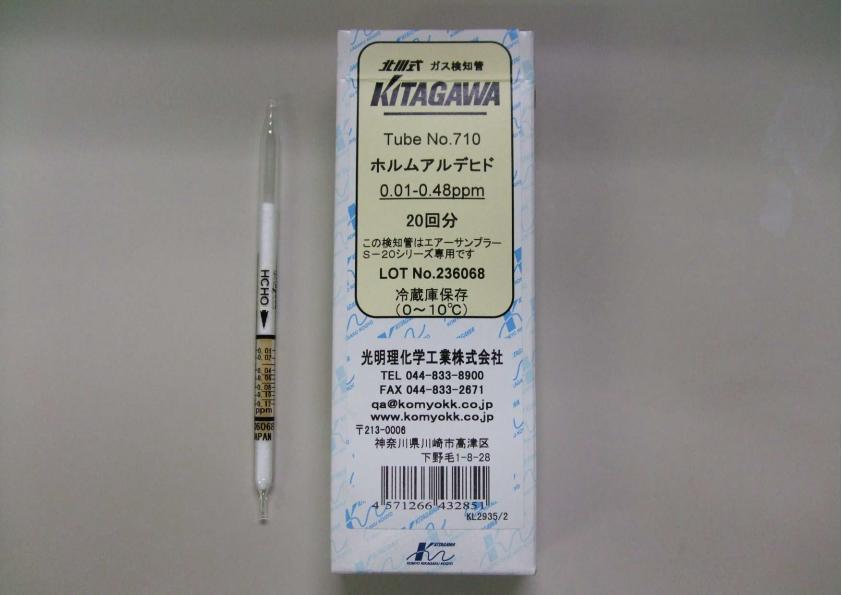 HCHO
ppm
北川式 ガス検知管
KITAGAWA
Tube No.710
ホルムアルデヒド
0.01-0.48ppm
20回分
この検知管はエアーサンプラー
S-20シリーズ専用です
LOT No.236068
冷蔵庫保存
(0~10℃)
光明理化学工業株式会社
TEL 044-833-8900
FAX 044-833-2671
qa@komyokk.co.jp
www.komyokk.co.jp
〒213-0006
神奈川県川崎市高津区
下野毛1-8-28
4 571266 432851
KL2935/2
KITAGAWA